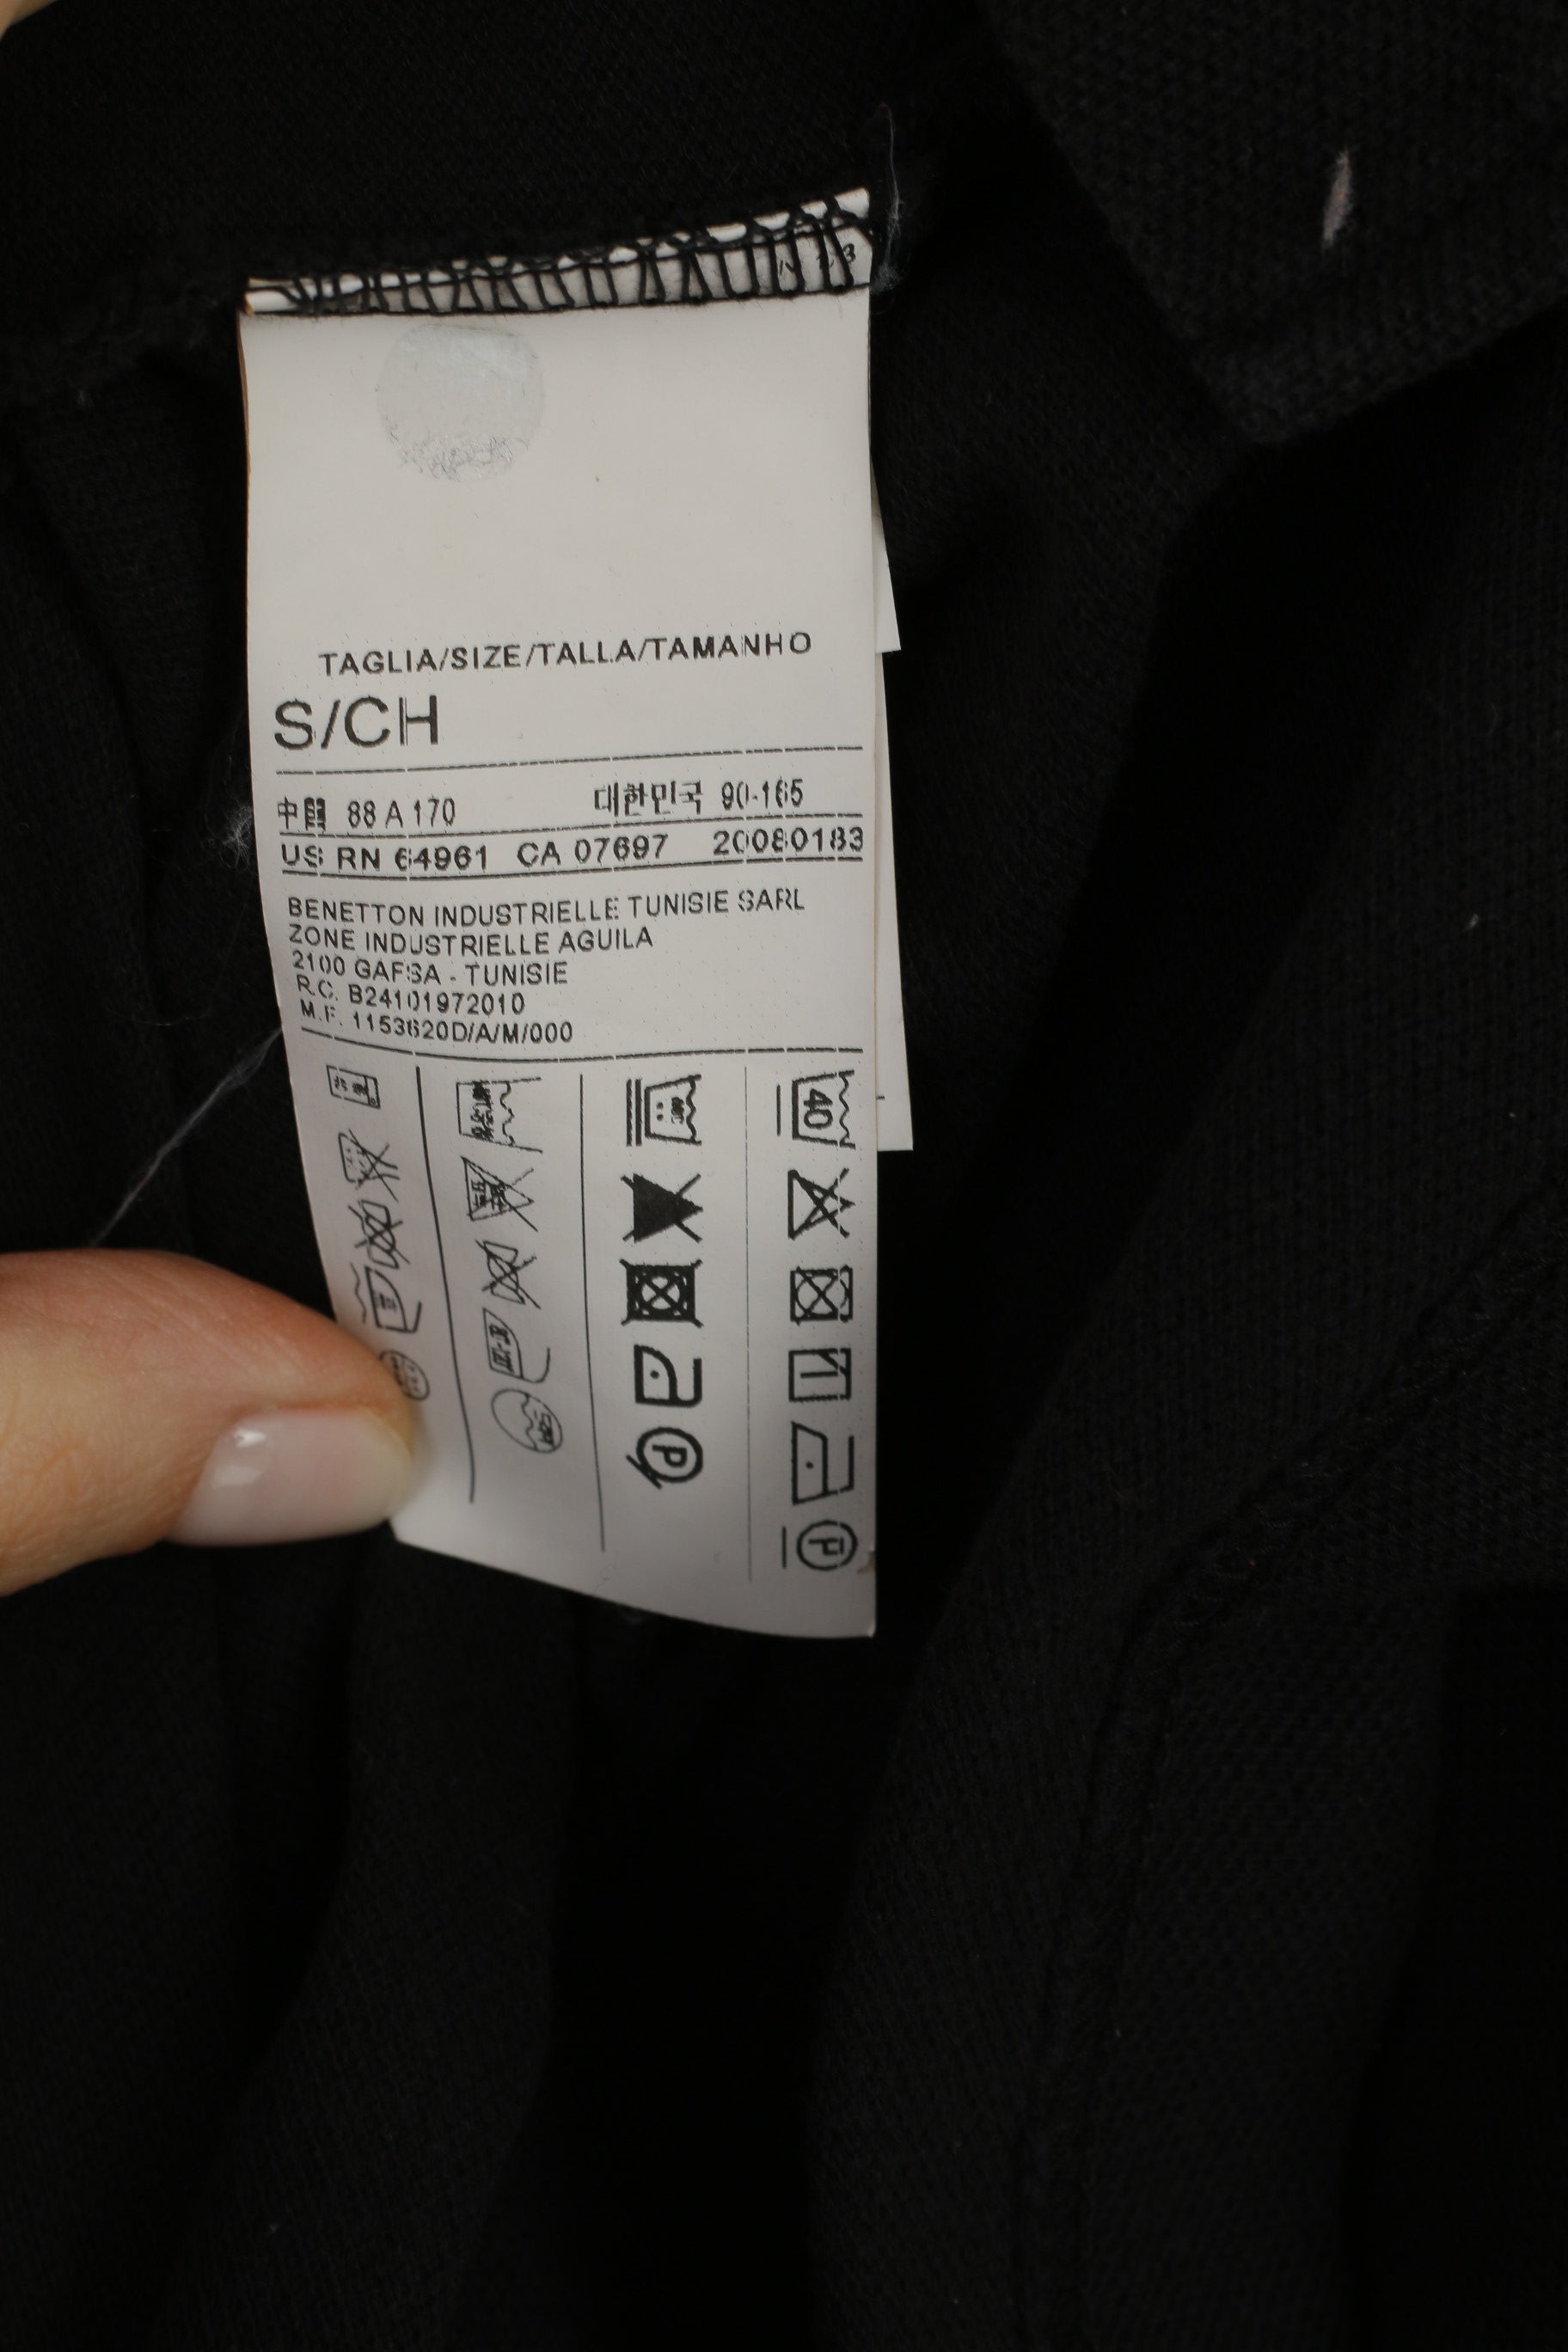 TAGLIA/SIZE/TALLA/TAMANHO
S/CH
中國 88 A 170 대한민국 90-165
US RN 64961 CA 07697 20080183
BENETTON INDUSTRIELLE TUNISIE SARL
ZONE INDUSTRIELLE AGUILA
2100 GAFSA - TUNISIE
R.C. B24101972010
M.F. 1153620D/A/M/000
40
P
P